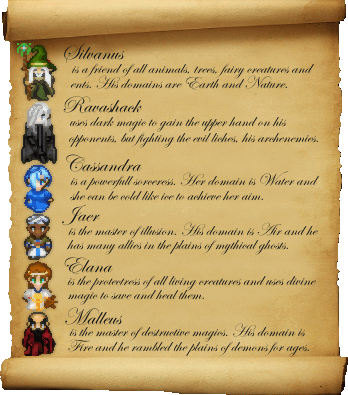 Silvanus
is a friend of all animals, trees, fairy creatures and
ents. His domains are Earth and Nature.
Ravashack
uses dark magic to gain the upper hand on his
opponents, but fighting the evil liches, his archenemies.
Cassandra
is a powerfull sorceress. Her domain is Water and
she can be cold like ice to achieve her aim.
Jaer
is the master of illusion. His domain is Air and he
has many allies in the plains of mythical ghosts.
Elana
is the protectress of all living creatures and uses divine
magic to save and heal them.
Malleus
is the master of destructive magics. His domain is
Fire and he rambled the plains of demons for ages.